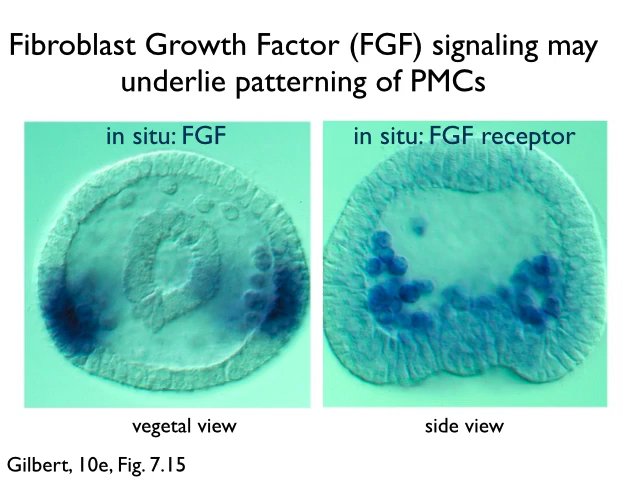 Fibroblast Growth Factor (FGF) signaling may
underlie patterning of PMCs
in situ: FGF
in situ: FGF receptor
vegetal view
side view
Gilbert, 10e, Fig. 7.15